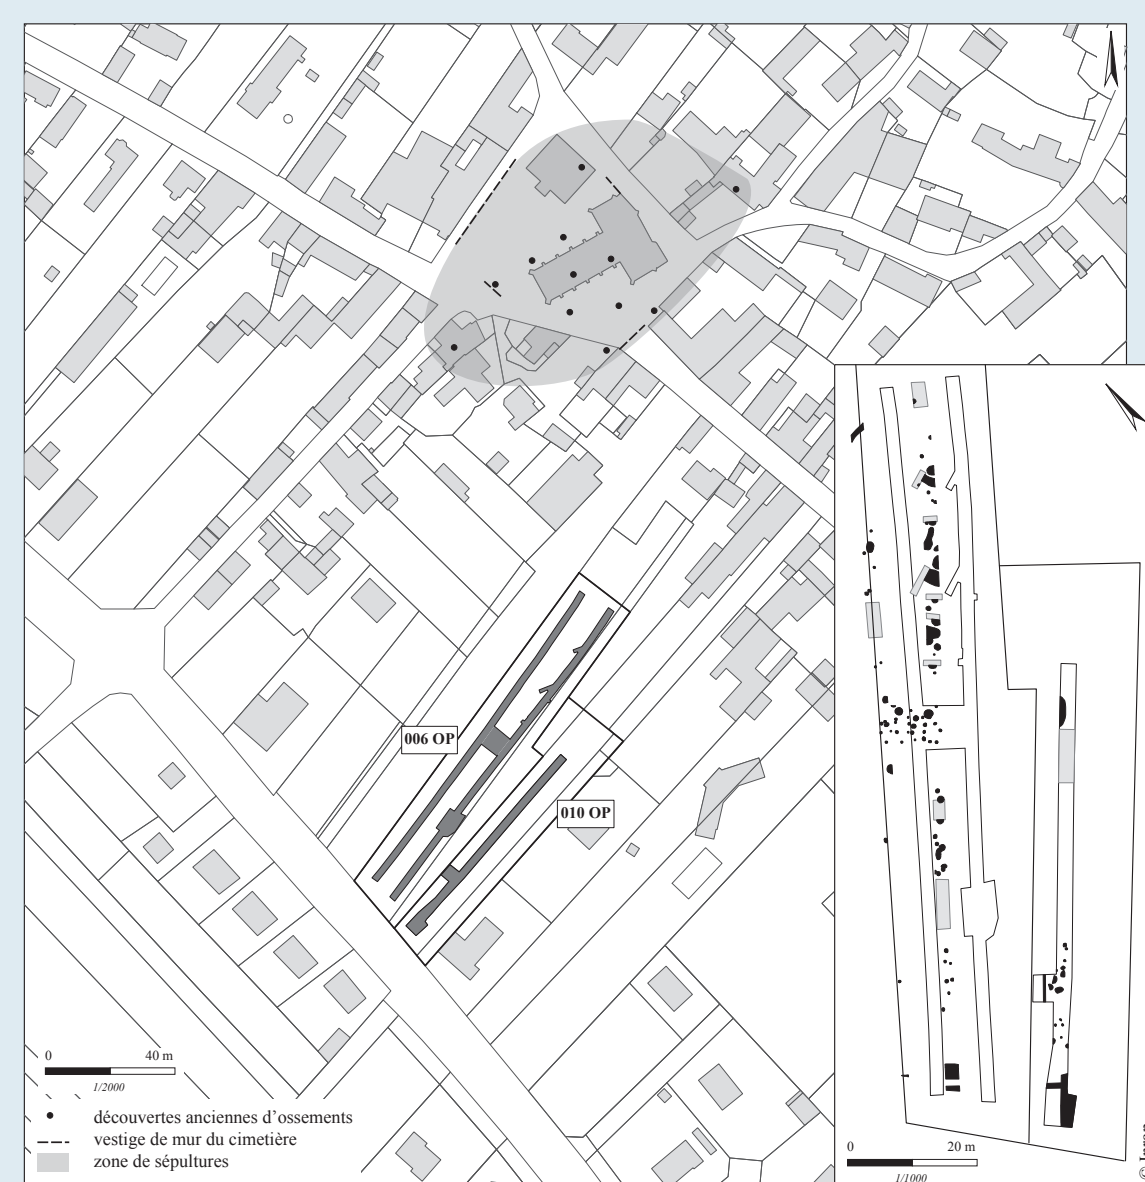 006 OP
010 OP
0 40 m
1/2000
découvertes anciennes d'ossements
vestige de mur du cimetière
zone de sépultures
0 20 m
1/1000
© Inrap